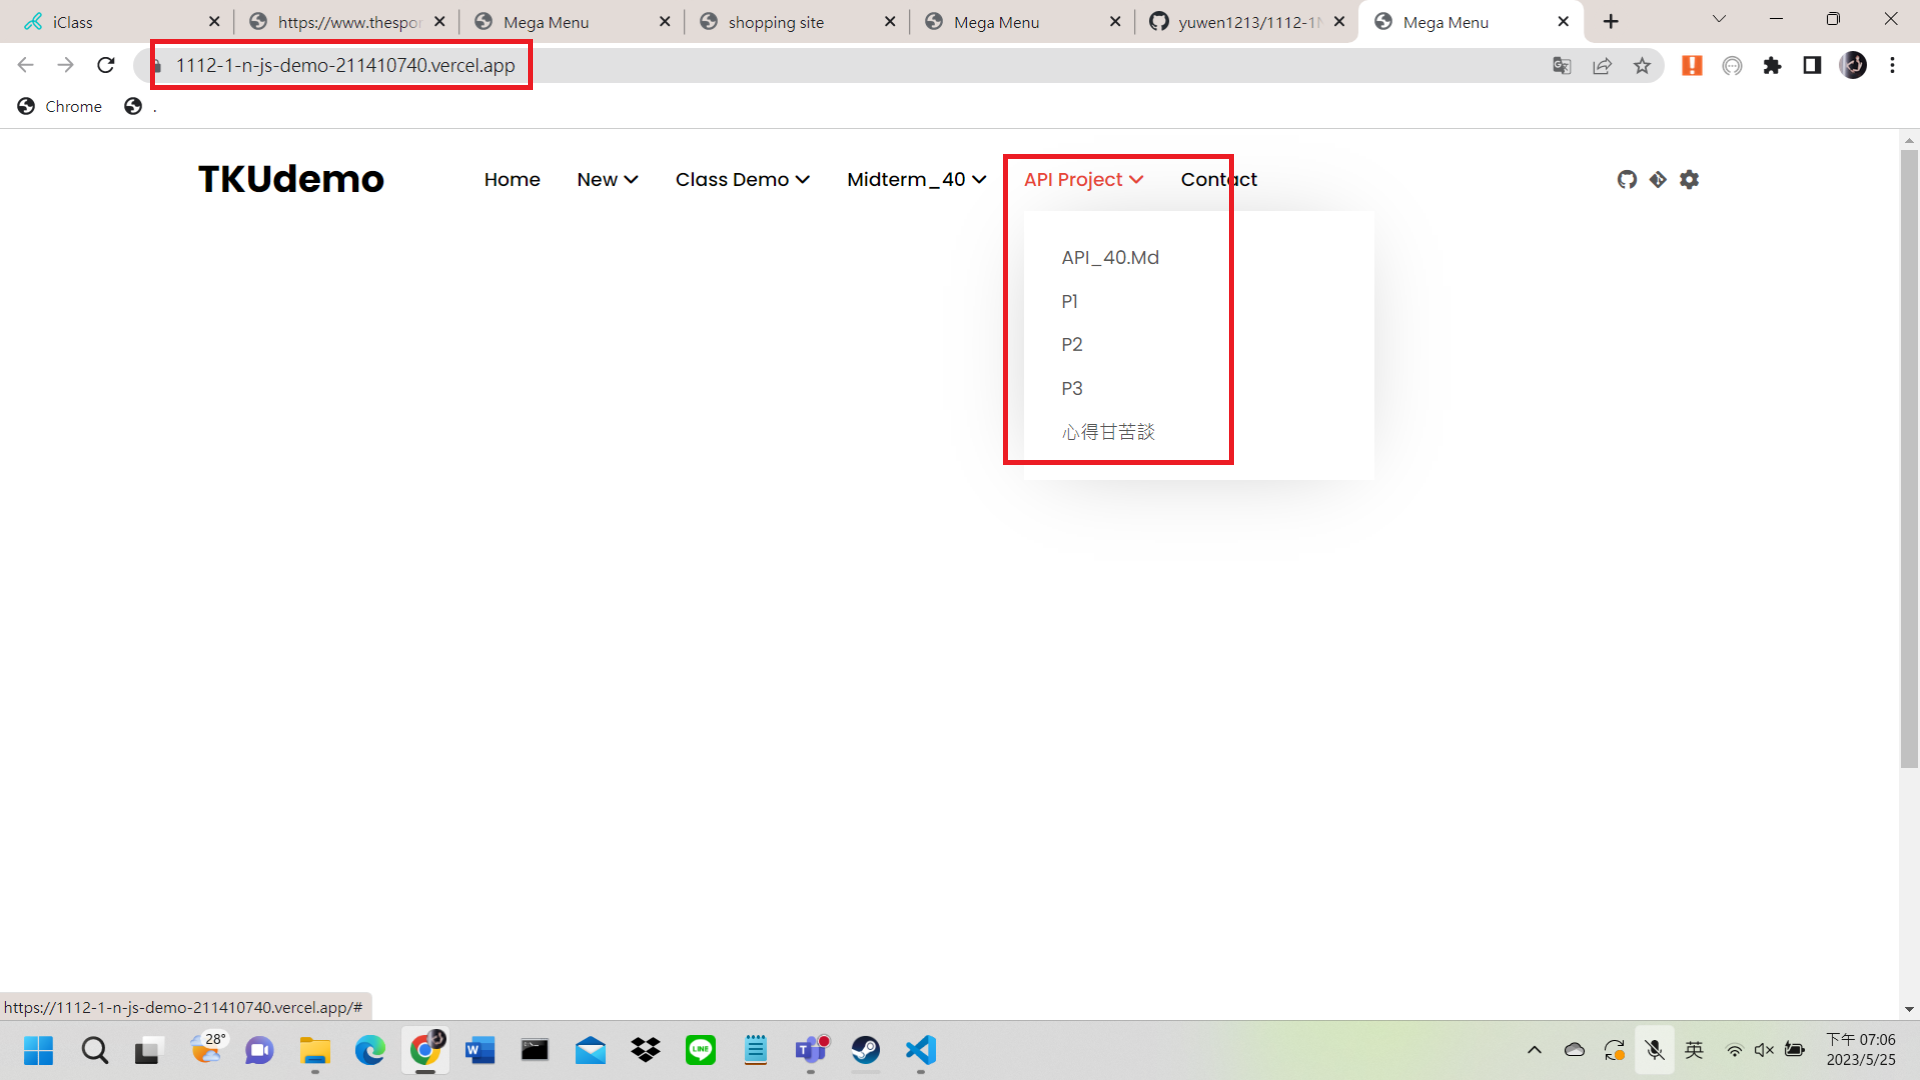 iClass
https://www.thespor
Mega Menu
shopping site
Mega Menu
yuwen1213/1112-1N
Mega Menu
1112-1-n-js-demo-211410740.vercel.app
Chrome
.
TKUdemo
Home
New
Class Demo
Midterm_40
API Project
Contact
API_40.Md
P1
P2
P3
心得甘苦談
https://1112-1-n-js-demo-211410740.vercel.app/#
28°
LINE
英
下午 07:06
2023/5/25